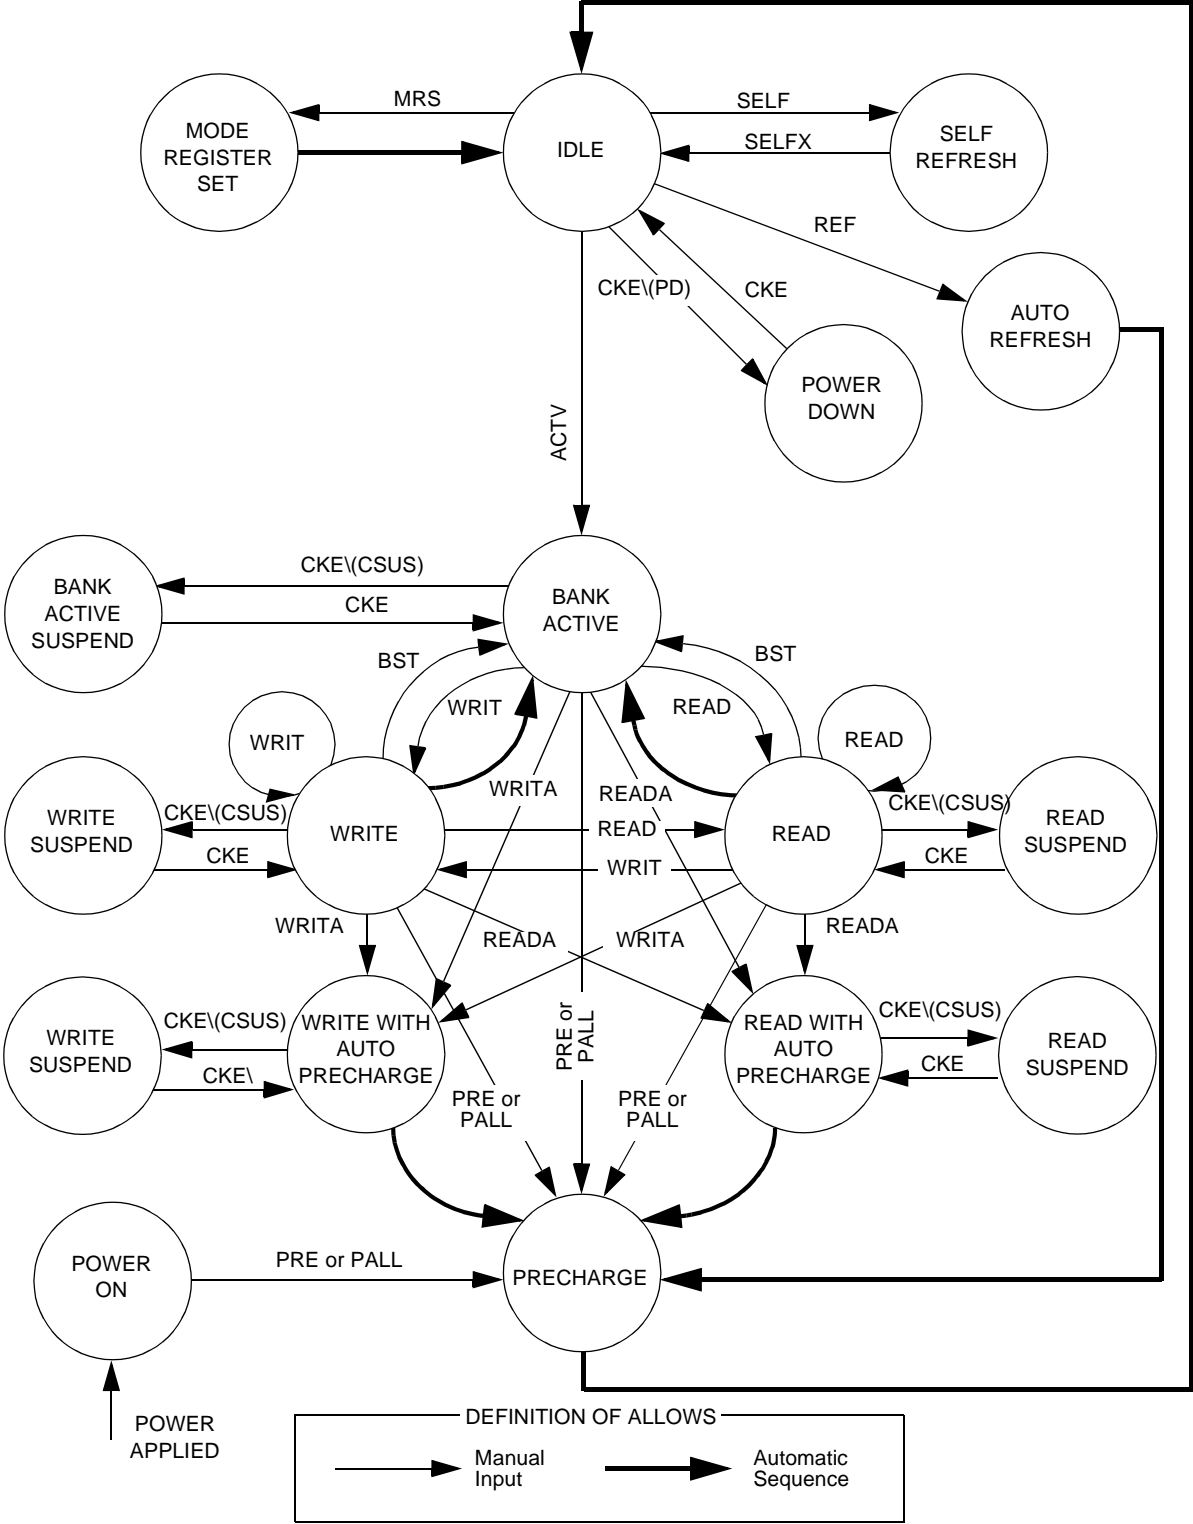 MRS
SELF
MODE
REGISTER
SET
IDLE
SELFX
SELF
REFRESH
REF
CKE\(PD)
CKE
AUTO
REFRESH
POWER
DOWN
ACTV
CKE\(CSUS)
BANK
ACTIVE
SUSPEND
CKE
BANK
ACTIVE
BST
BST
WRIT
READ
WRIT
READ
WRITA
READA
CKE\(CSUS)
CKE\(CSUS)
WRITE
SUSPEND
WRITE
READ
READ
READ
SUSPEND
CKE
WRIT
CKE
WRITA
READA
WRITA
READA
CKE\(CSUS)
WRITE
SUSPEND
WRITE WITH
AUTO
PRECHARGE
PRE or
PALL
READ WITH
AUTO
PRECHARGE
CKE\(CSUS)
READ
SUSPEND
CKE\
CKE
PRE or
PALL
PRE or
PALL
POWER
ON
PRE or PALL
PRECHARGE
POWER
APPLIED
DEFINITION OF ALLOWS
Manual
Input
Automatic
Sequence